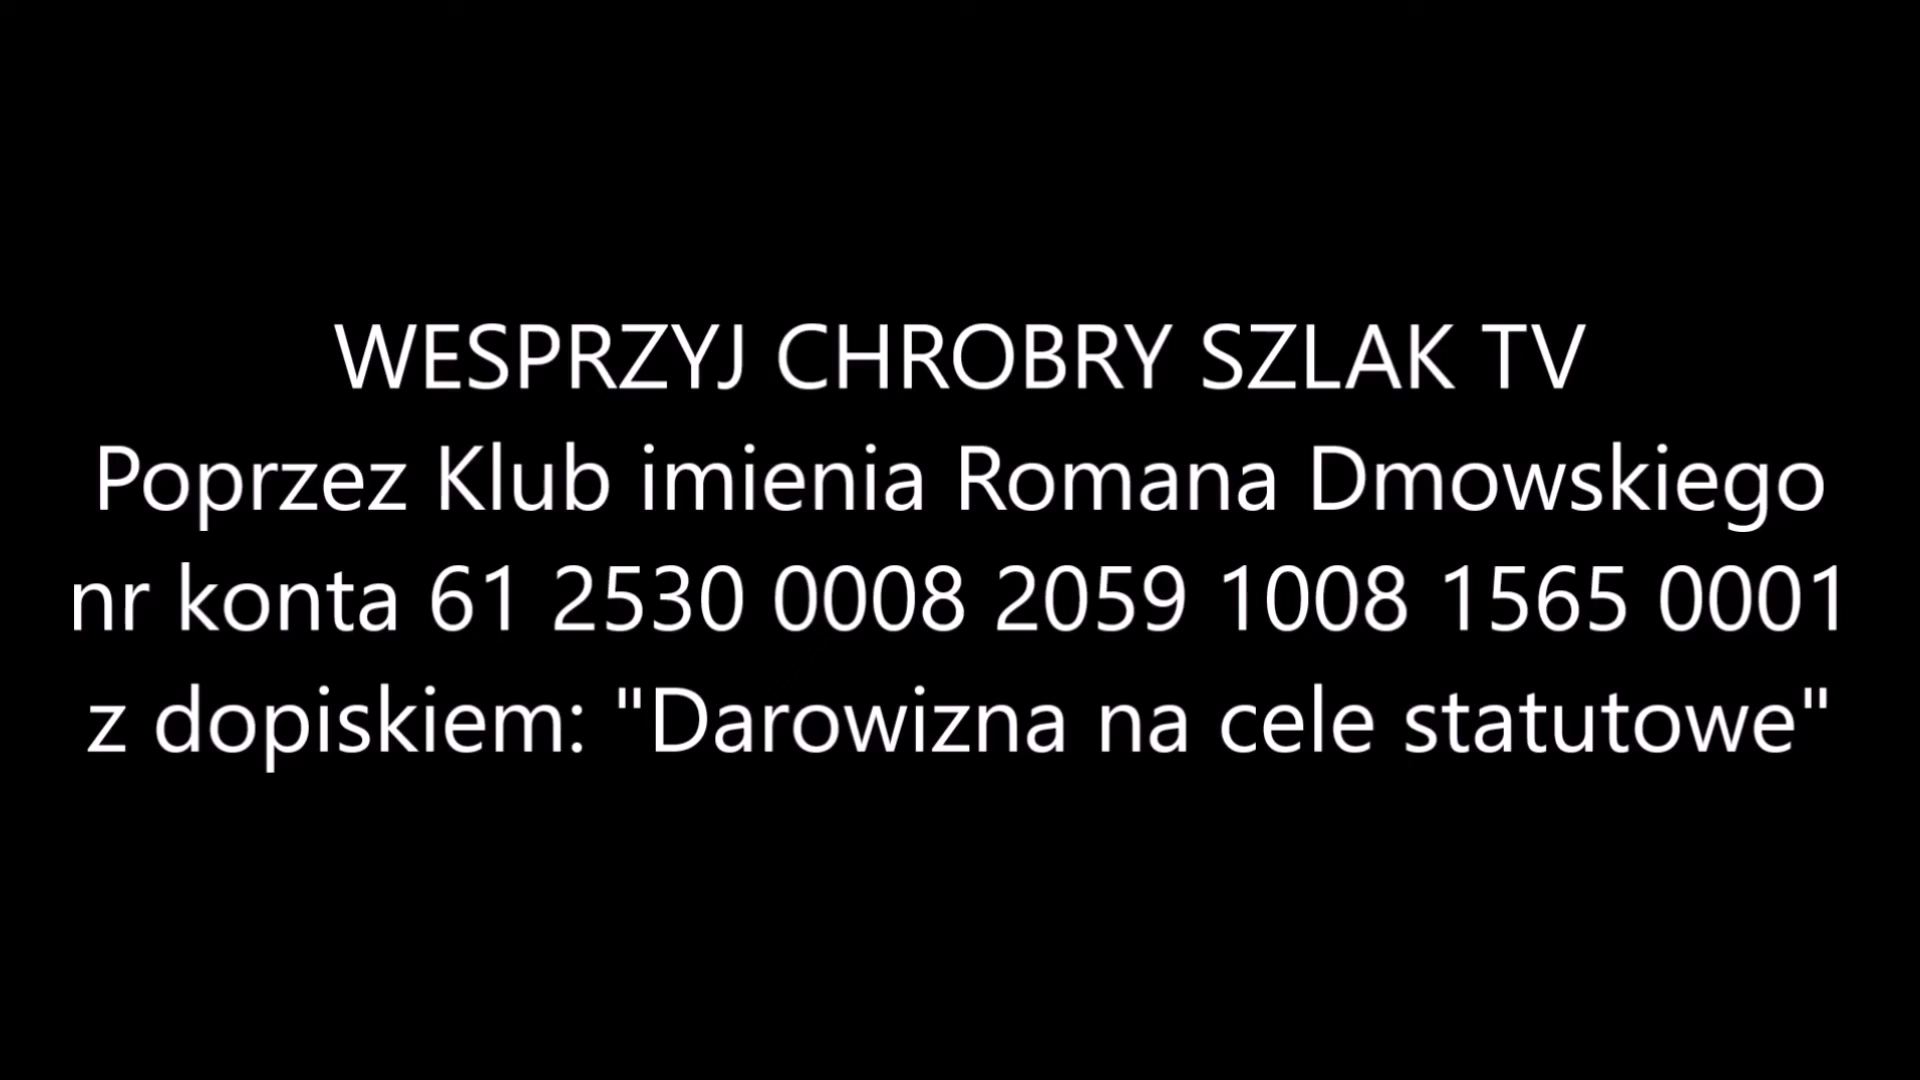 WESPRZYJ CHROBRY SZLAK TV
Poprzez Klub imienia Romana Dmowskiego
nr konta 61 2530 0008 2059 1008 1565 0001
z dopiskiem: "Darowizna na cele statutowe"